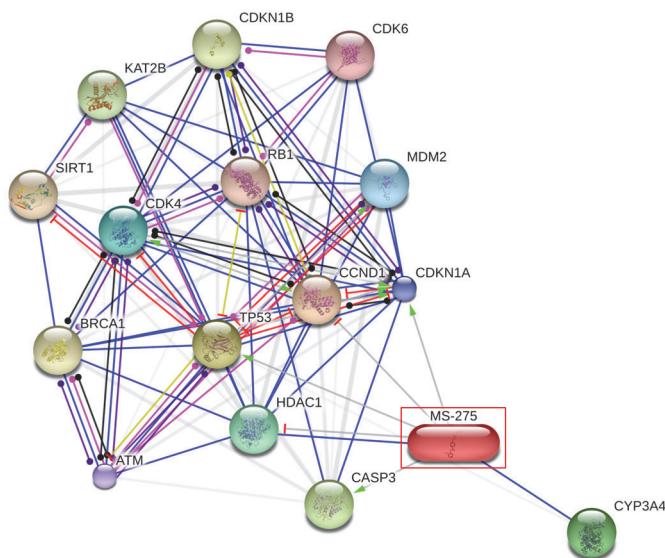 CDKN1B
CDK6
KAT2B
RB1
MDM2
SIRT1
CDK4
CCND1
CDKN1A
TP53
BRCA1
HDAC1
MS-275
ATM
CASP3
CYP3A4